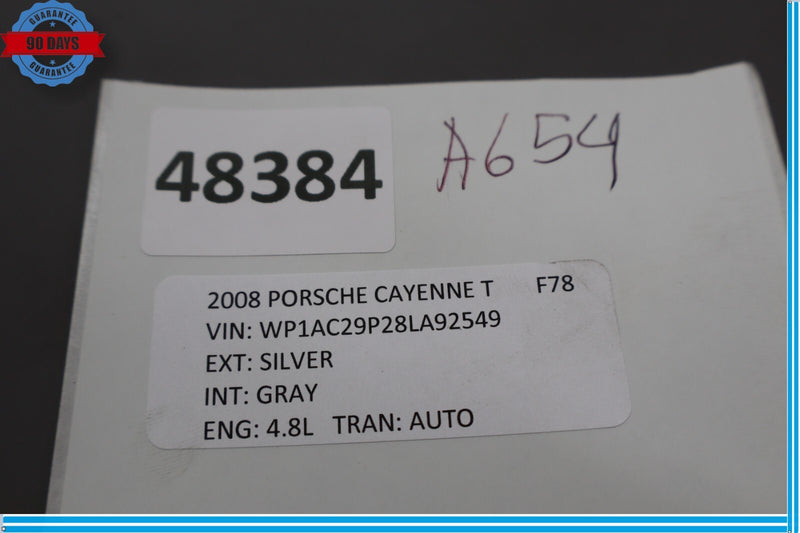 GUARANTEE
90 DAYS
GUARANTEE
48384
A654
2008 PORSCHE CAYENNE T F78
VIN: WP1AC29P28LA92549
EXT: SILVER
INT: GRAY
ENG: 4.8L TRAN: AUTO